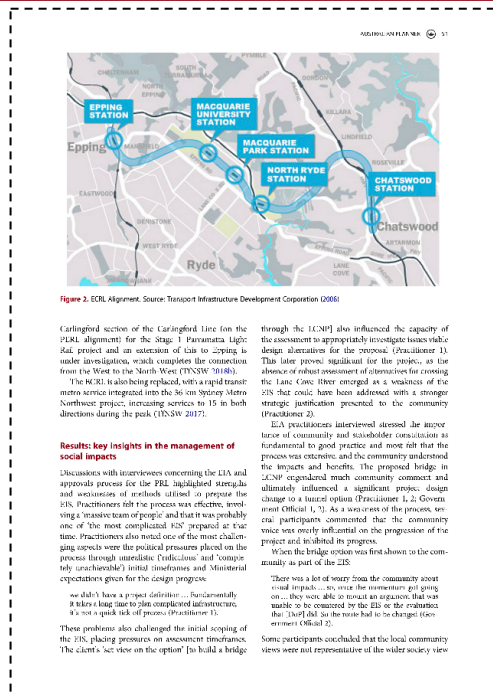 AUSTRALIAN PLANNER 51
PYMBLE
CHELTENHAM
SOUTH TURRAMURRA
GORDON
NORTH EPPING
KILLARA
EPPING STATION
MACQUARIE UNIVERSITY STATION
LINDFIELD
MACQUARIE PARK STATION
Epping
MARSFIELD
ROSEVILLE
NORTH RYDE STATION
CHATSWOOD STATION
EASTWOOD
DENISTONE
Chatswood
WEST RYDE
ARTARMON
Ryde
LANE COVE
Figure 2. ECRL Alignment. Source: Transport Infrastructure Development Corporation (2006)
Carlingford section of the Carlingford Line (on the
PERL alignment) for the Stage 1 Parramatta Light
Rail project and an extension of this to Epping is
under investigation, which completes the connection
from the West to the North-West (TfNSW 2018b).
The ECRL is also being replaced, with a rapid transit
metro service integrated into the 36 km Sydney Metro
Northwest project, increasing services to 15 in both
directions during the peak (TfNSW 2017).
Results: key insights in the management of
social impacts
Discussions with interviewees concerning the EIA and
approvals process for the PRL highlighted strengths
and weaknesses of methods utilised to prepare the
EIS. Practitioners felt the process was effective, invol-
ving a 'massive team of people' and that it was probably
one of 'the most complicated EIS' prepared at that
time. Practitioners also noted one of the most challen-
ging aspects were the political pressures placed on the
process through unrealistic ('ridiculous' and 'comple-
tely unachievable') initial timeframes and Ministerial
expectations given for the design progress:
we didn't have a project definition … Fundamentally
it takes a long time to plan complicated infrastructure,
it's not a quick tick off process (Practitioner 1).
These problems also challenged the initial scoping of
the EIS, placing pressures on assessment timeframes.
The client's 'set view on the option' [to build a bridge
through the LCNP] also influenced the capacity of
the assessment to appropriately investigate issues viable
design alternatives for the proposal (Practitioner 1).
This later proved significant for the project, as the
absence of robust assessment of alternatives for crossing
the Lane Cove River emerged as a weakness of the
EIS that could have been addressed with a stronger
strategic justification presented to the community
(Practitioner 2).
EIA practitioners interviewed stressed the impor-
tance of community and stakeholder consultation as
fundamental to good practice and most felt that the
process was extensive, and the community understood
the impacts and benefits. The proposed bridge in
LCNP engendered much community comment and
ultimately influenced a significant project design
change to a tunnel option (Practitioner 1, 2; Govern-
ment Official 1, 2). As a weakness of the process, sev-
eral participants commented that the community
voice was overly influential on the progression of the
project and inhibited its progress.
When the bridge option was first shown to the com-
munity as part of the EIS:
There was a lot of worry from the community about
visual impacts … so, once the momentum got going
on … they were able to mount an argument that was
unable to be countered by the EIS or the evaluation
that [DoP] did. So the route had to be changed (Gov-
ernment Official 2).
Some participants concluded that the local community
views were not representative of the wider society view